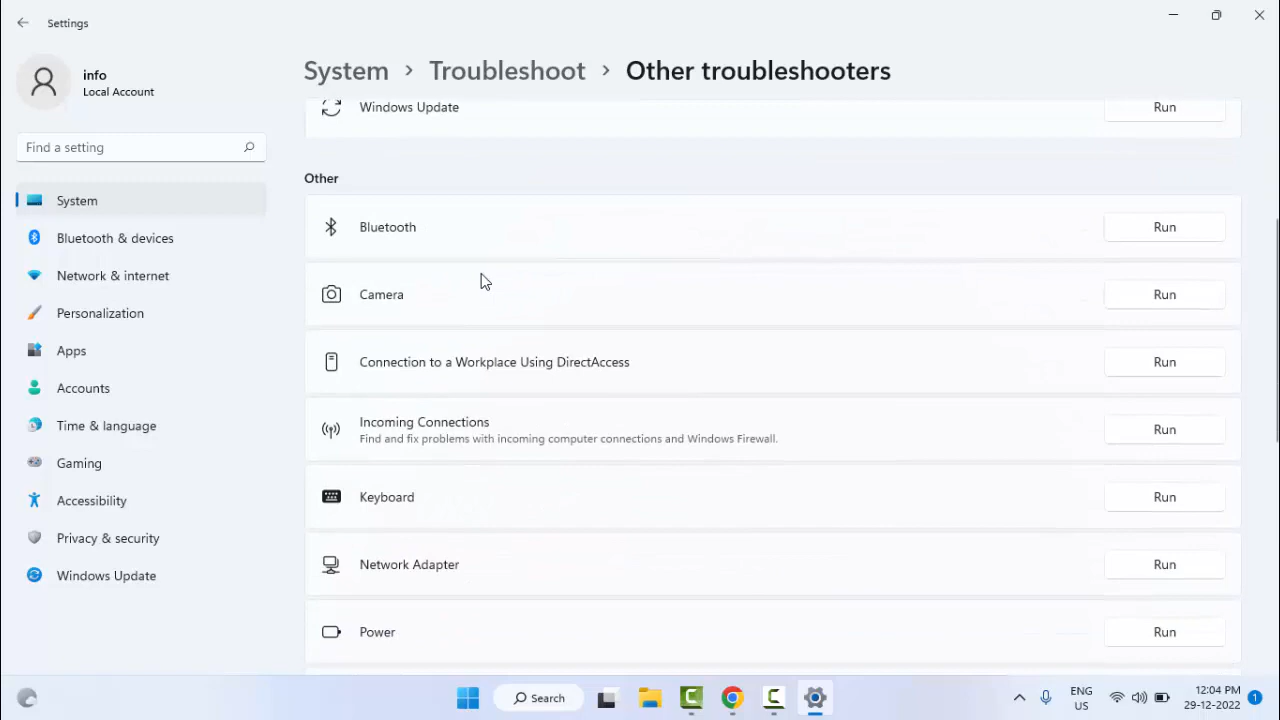 Settings
info
Local Account
Find a setting
System
Bluetooth & devices
Network & internet
Personalization
Apps
Accounts
Time & language
Gaming
Accessibility
Privacy & security
Windows Update
System > Troubleshoot > Other troubleshooters
Windows Update Run
Other
Bluetooth Run
Camera Run
Connection to a Workplace Using DirectAccess Run
Incoming Connections
Find and fix problems with incoming computer connections and Windows Firewall.
Run
Keyboard Run
Network Adapter Run
Power Run
Search
ENG
US
12:04 PM
29-12-2022
1